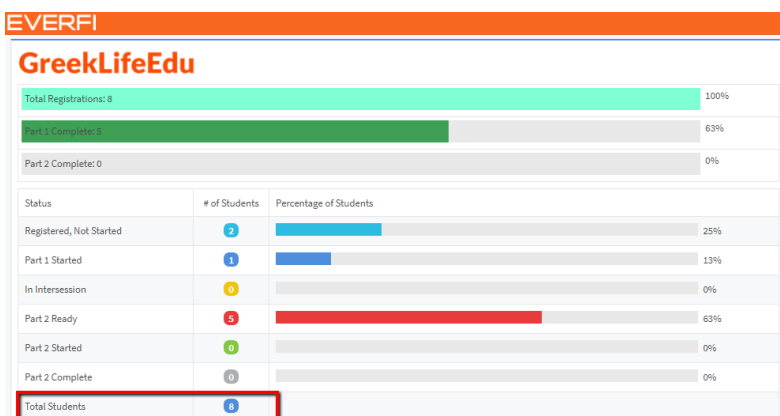 EVERFI
GreekLifeEdu
Total Registrations: 8 100%
Part 1 Complete: 5 63%
Part 2 Complete: 0 0%
Status # of Students Percentage of Students
Registered, Not Started 2 25%
Part 1 Started 1 13%
In Intersession 0 0%
Part 2 Ready 5 63%
Part 2 Started 0 0%
Part 2 Complete 0 0%
Total Students 8